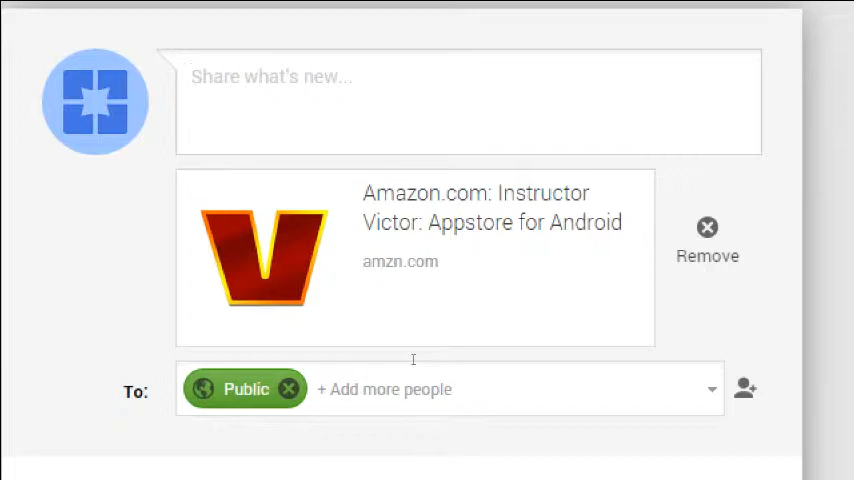 Share what's new...
Amazon.com: Instructor
Victor: Appstore for Android
amzn.com
Remove
To: Public + Add more people